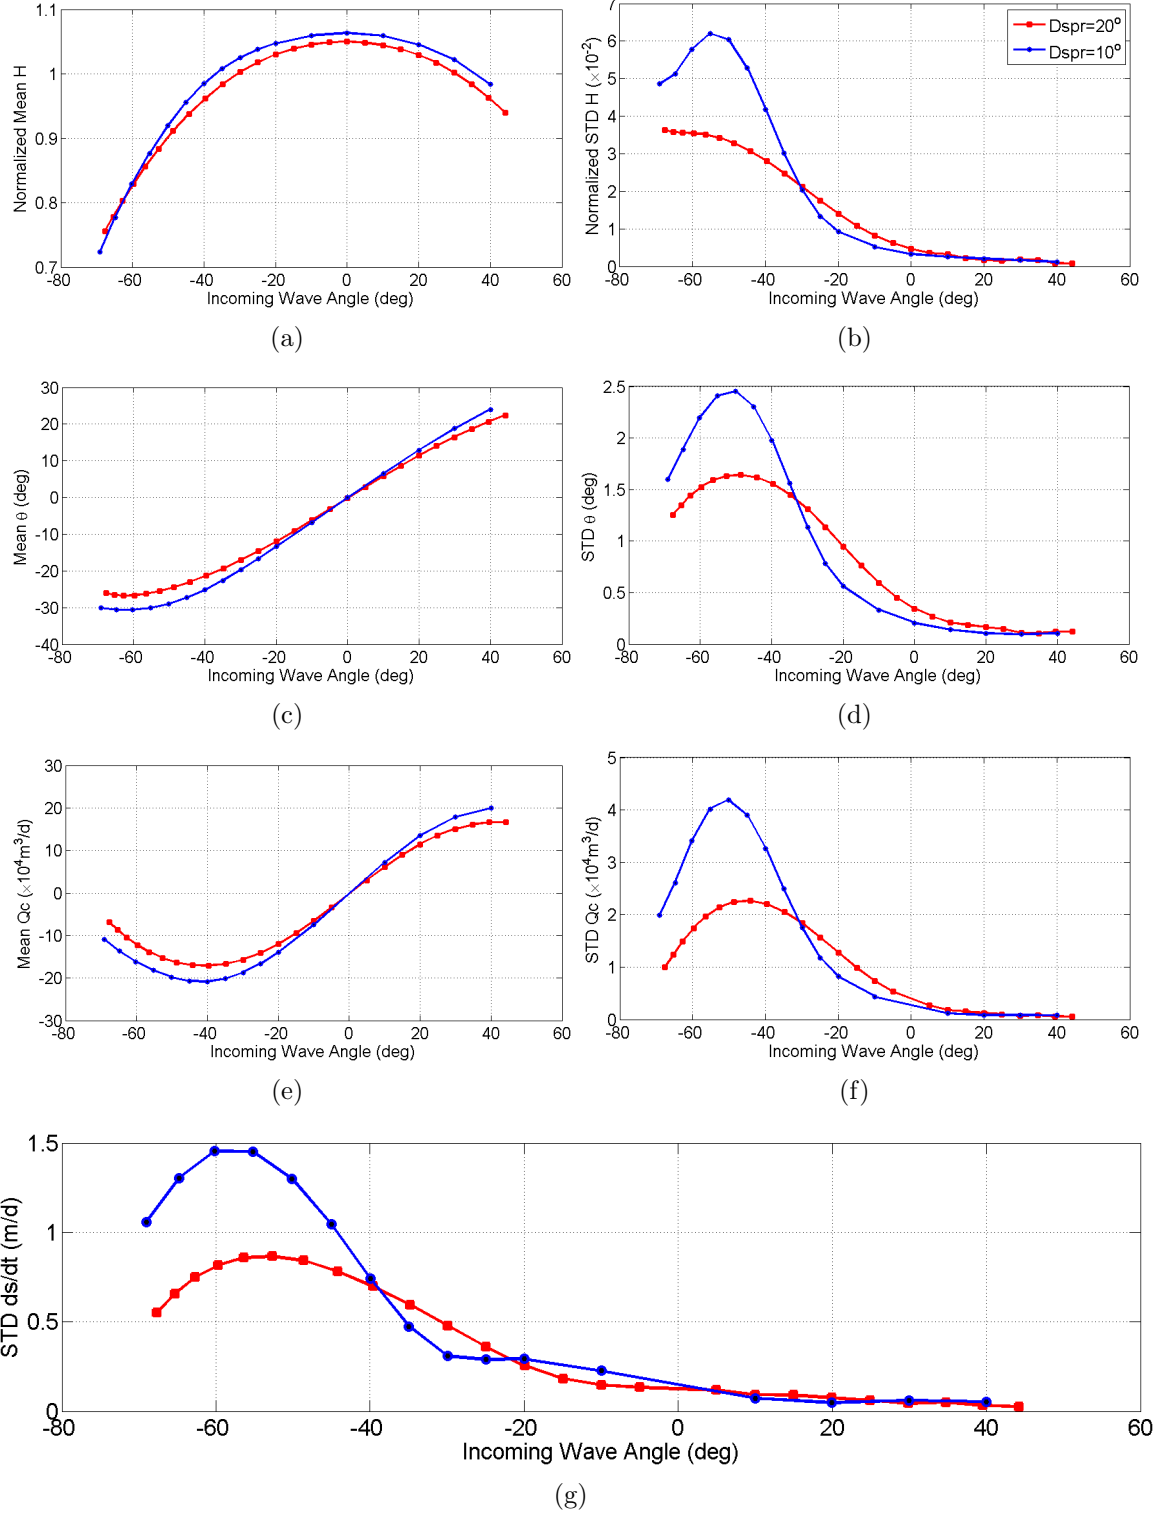 1.1
1
0.9
0.8
0.7
-80 -60 -40 -20 0 20 40 60
Normalized Mean H
Incoming Wave Angle (deg)
(a)
7
6
5
4
3
2
1
0
-80 -60 -40 -20 0 20 40 60
Normalized STD H (×10⁻²)
Incoming Wave Angle (deg)
Dspr=20°
Dspr=10°
(b)
30
20
10
0
-10
-20
-30
-40
-80 -60 -40 -20 0 20 40 60
Mean θ (deg)
Incoming Wave Angle (deg)
(c)
2.5
2
1.5
1
0.5
0
-80 -60 -40 -20 0 20 40 60
STD θ (deg)
Incoming Wave Angle (deg)
(d)
30
20
10
0
-10
-20
-30
-80 -60 -40 -20 0 20 40 60
Mean Qc (×10⁴m³/d)
Incoming Wave Angle (deg)
(e)
5
4
3
2
1
0
-80 -60 -40 -20 0 20 40 60
STD Qc (×10⁴m³/d)
Incoming Wave Angle (deg)
(f)
1.5
1
0.5
0
-80 -60 -40 -20 0 20 40 60
STD ds/dt (m/d)
Incoming Wave Angle (deg)
(g)